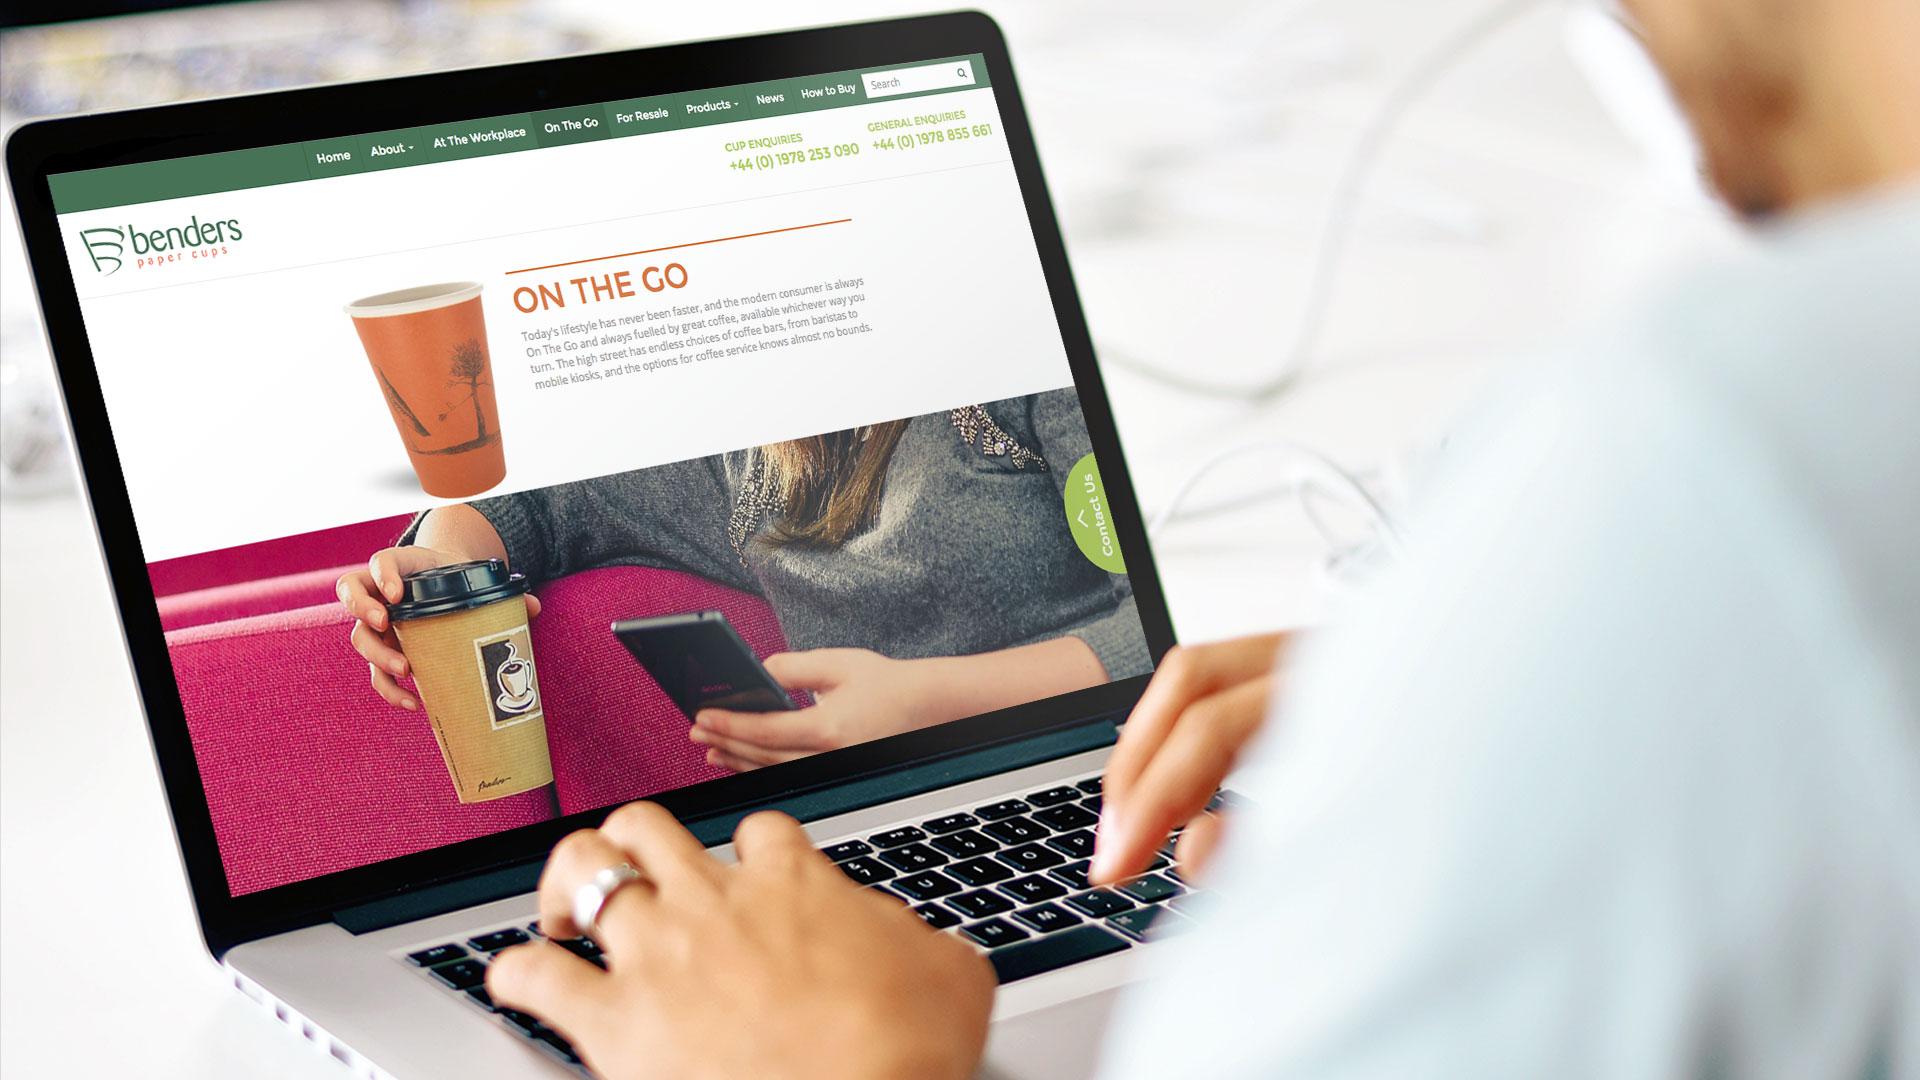 Home About At The Workplace On The Go For Resale Products News How to Buy Search
CUP ENQUIRIES
+44 (0) 1978 253 090
GENERAL ENQUIRIES
+44 (0) 1978 855 661
benders
paper cups
ON THE GO
Today's lifestyle has never been faster, and the modern consumer is always
On The Go and always fuelled by great coffee, available whichever way you
turn. The high street has endless choices of coffee bars, from baristas to
mobile kiosks, and the options for coffee service knows almost no bounds.
Contact Us
Benders